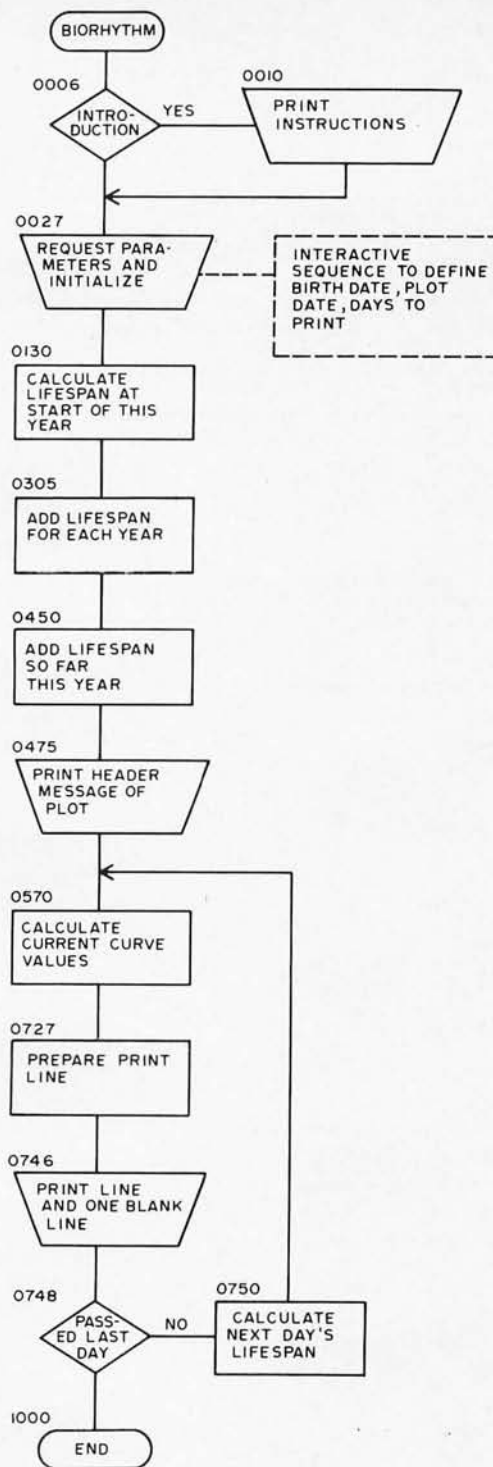 BIORHYTHM
0006
INTRO-
DUCTION
YES
0010
PRINT
INSTRUCTIONS
0027
REQUEST PARA-
METERS AND
INITIALIZE
INTERACTIVE
SEQUENCE TO DEFINE
BIRTH DATE, PLOT
DATE, DAYS TO
PRINT
0130
CALCULATE
LIFESPAN AT
START OF THIS
YEAR
0305
ADD LIFESPAN
FOR EACH YEAR
0450
ADD LIFESPAN
SO FAR
THIS YEAR
0475
PRINT HEADER
MESSAGE OF
PLOT
0570
CALCULATE
CURRENT CURVE
VALUES
0727
PREPARE PRINT
LINE
0746
PRINT LINE
AND ONE BLANK
LINE
0748
PASS-
ED LAST
DAY
NO
0750
CALCULATE
NEXT DAY'S
LIFESPAN
1000
END